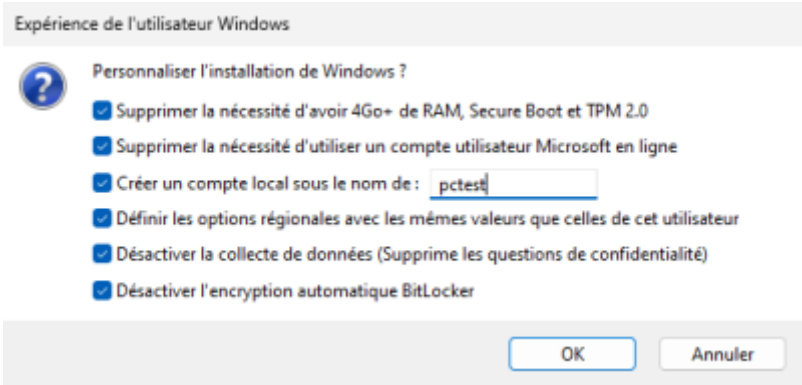 Expérience de l'utilisateur Windows
Personnaliser l'installation de Windows ?
Supprimer la nécessité d'avoir 4Go+ de RAM, Secure Boot et TPM 2.0
Supprimer la nécessité d'utiliser un compte utilisateur Microsoft en ligne
Créer un compte local sous le nom de : pctest
Définir les options régionales avec les mêmes valeurs que celles de cet utilisateur
Désactiver la collecte de données (Supprime les questions de confidentialité)
Désactiver l'encryption automatique BitLocker
OK Annuler